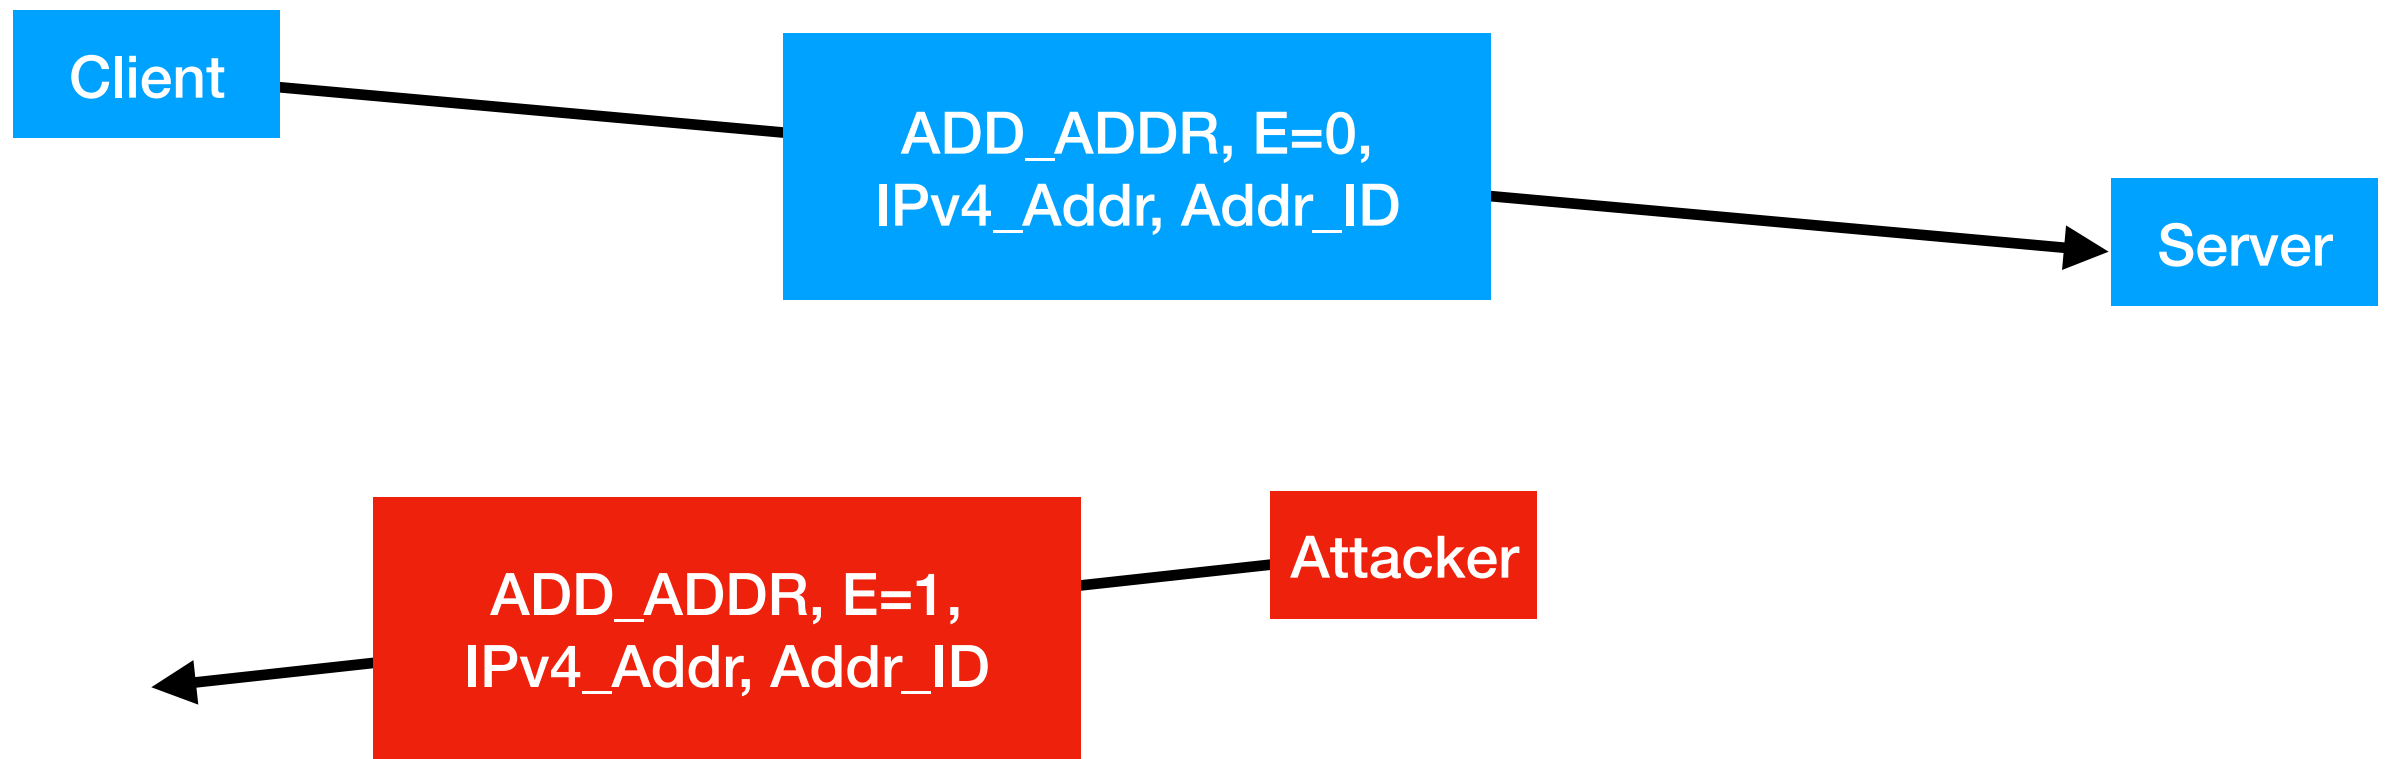 Client
ADD_ADDR, E=0,
IPv4_Addr, Addr_ID
Server
ADD_ADDR, E=1,
IPv4_Addr, Addr_ID
Attacker